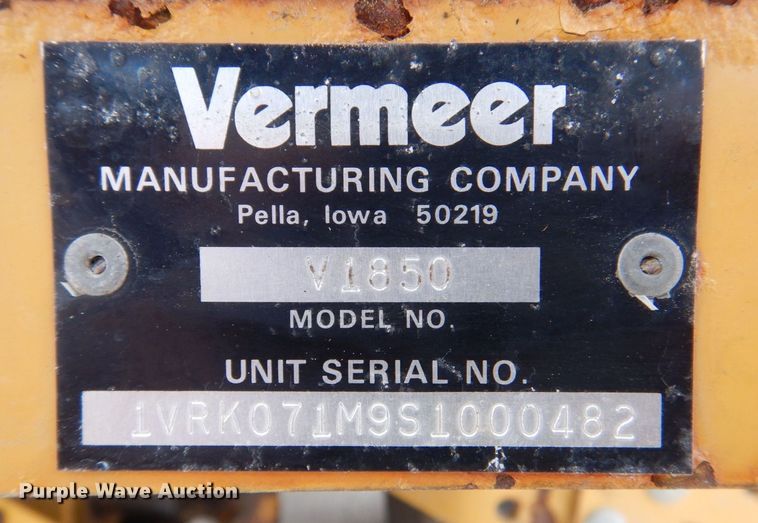 Vermeer
MANUFACTURING COMPANY
Pella, Iowa 50219
V1850
MODEL NO.
UNIT SERIAL NO.
1VRK071M9S1000482
Purple Wave Auction